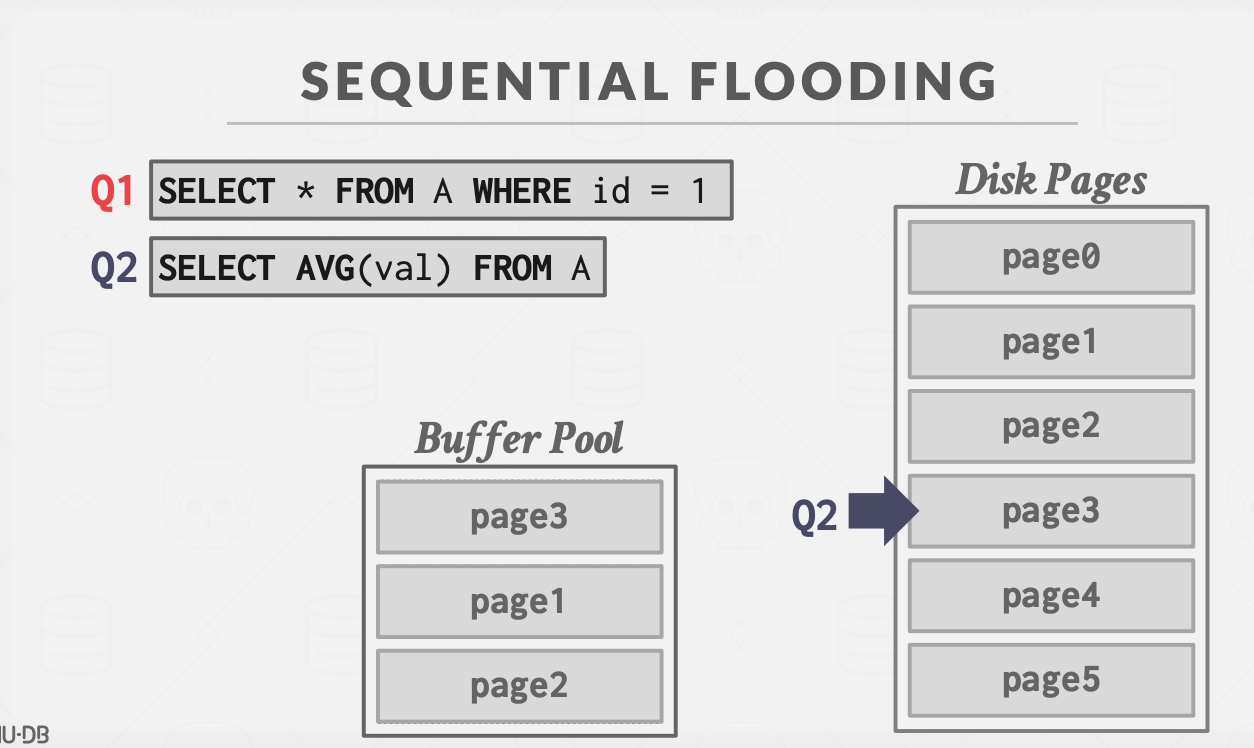 SEQUENTIAL FLOODING
Q1 SELECT * FROM A WHERE id = 1
Q2 SELECT AVG(val) FROM A
Disk Pages
page0
page1
page2
Q2 page3
page4
page5
Buffer Pool
page3
page1
page2